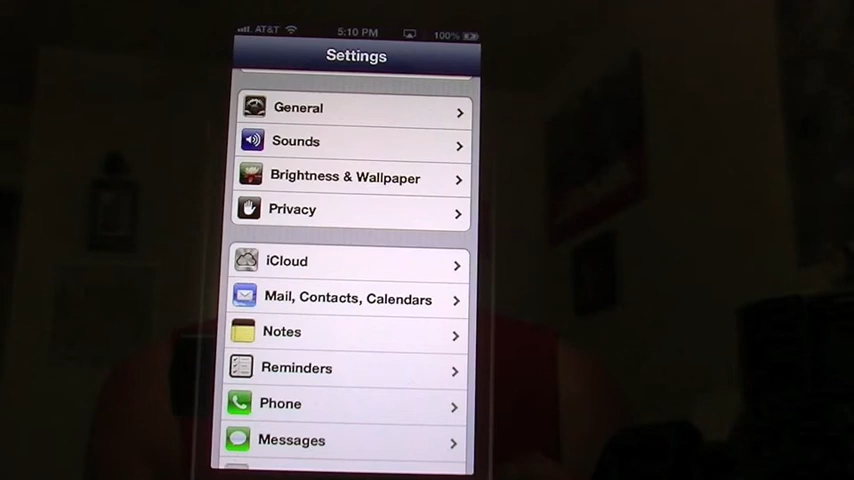 AT&T 5:10 PM 100%
Settings
General
Sounds
Brightness & Wallpaper
Privacy
iCloud
Mail, Contacts, Calendars
Notes
Reminders
Phone
Messages